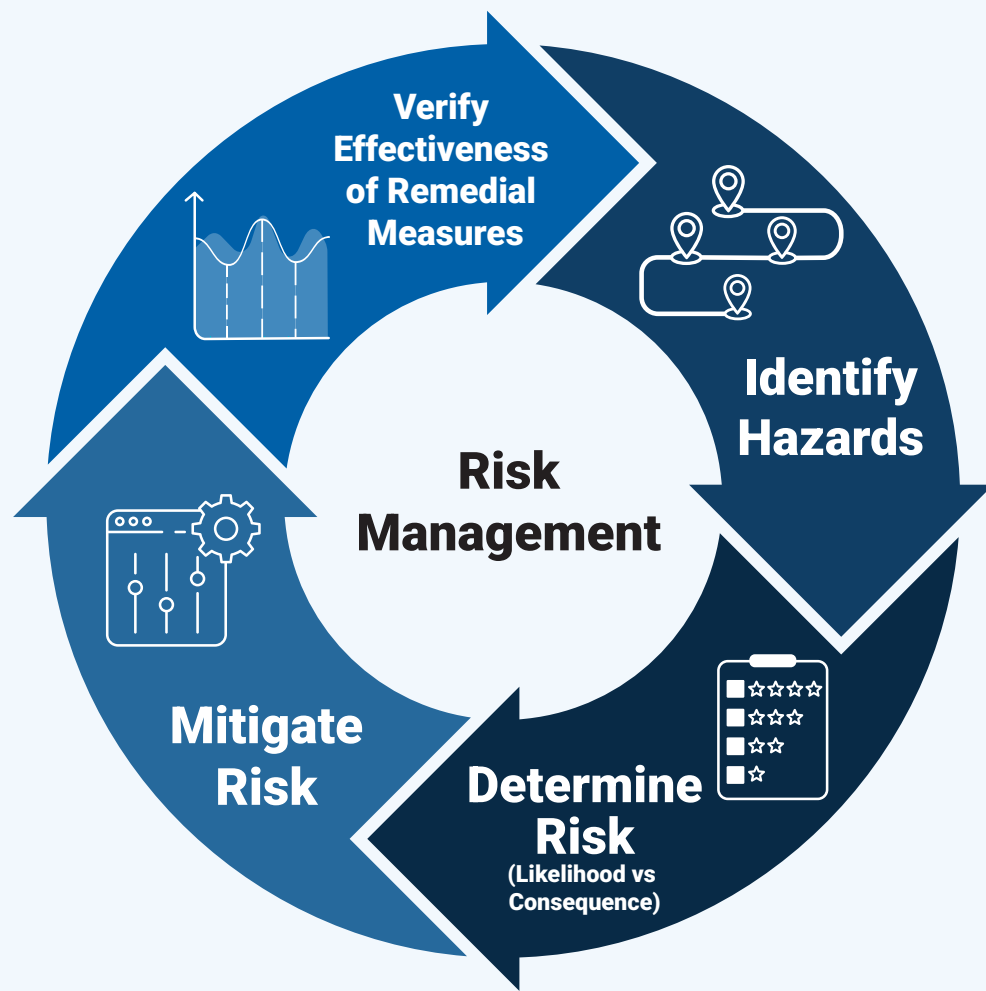 Verify
Effectiveness
of Remedial
Measures
Identify
Hazards
Risk
Management
Determine
Risk
(Likelihood vs
Consequence)
Mitigate
Risk